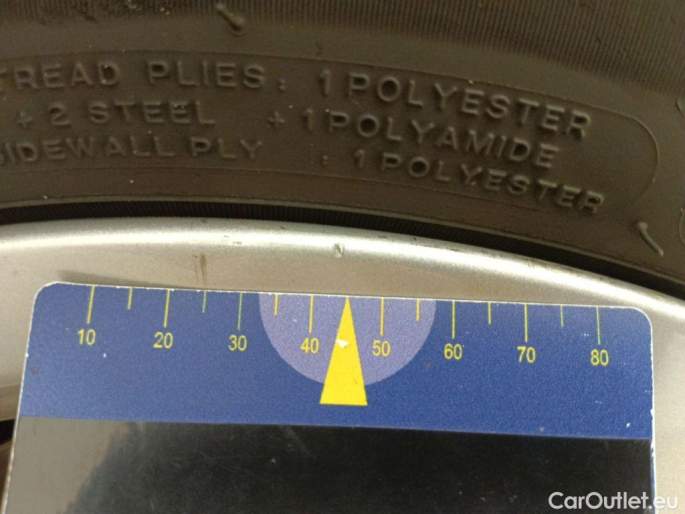 TREAD PLIES : 1 POLYESTER
+ 2 STEEL + 1 POLYAMIDE
SIDEWALL PLY : 1 POLYESTER
10 20 30 40 50 60 70 80
CarOutlet.eu